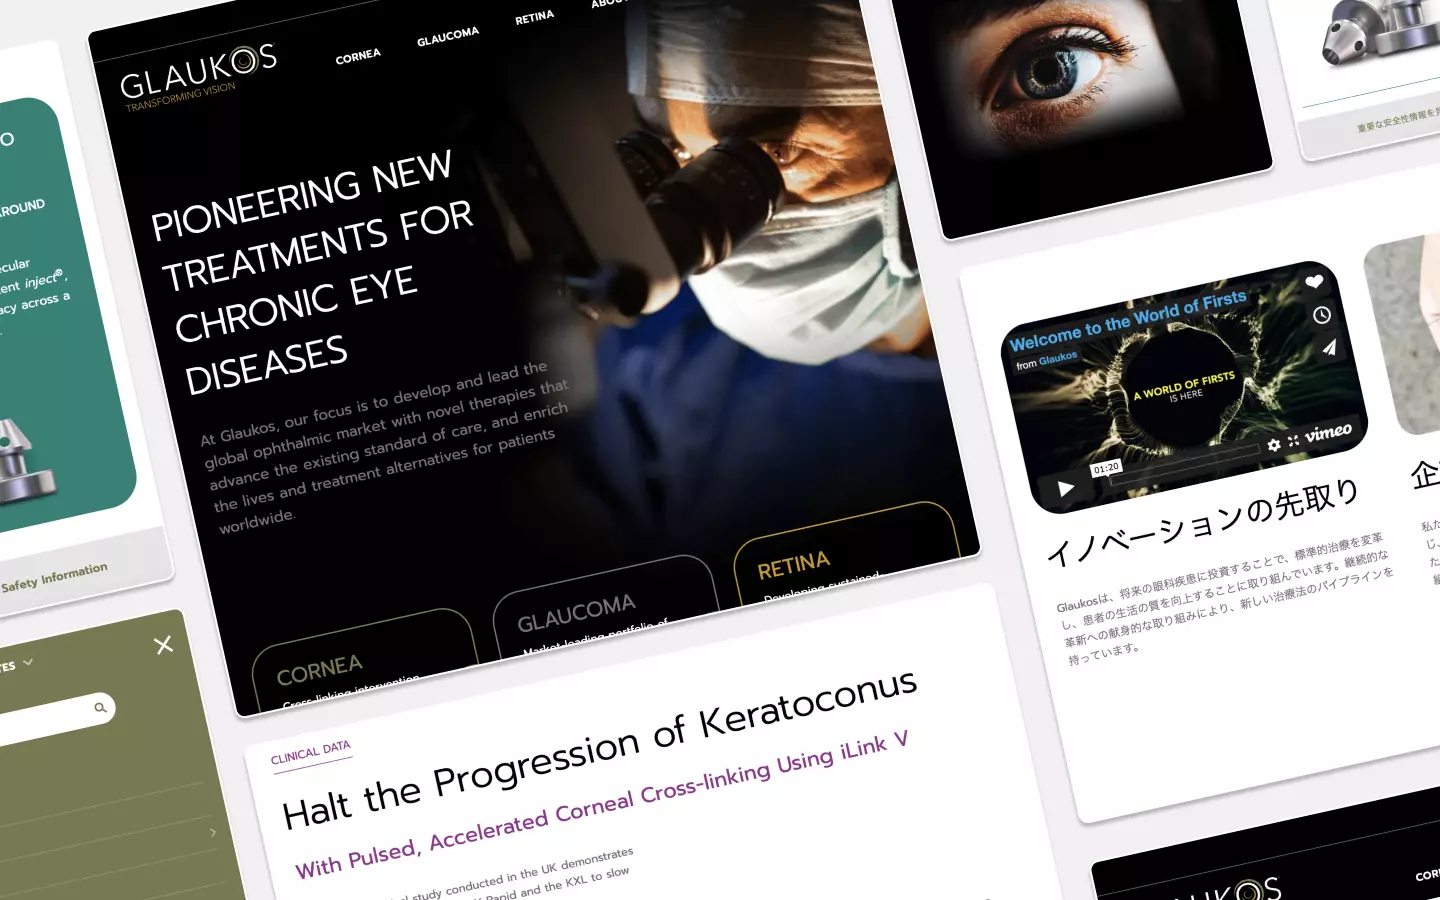 GLAUKOS
TRANSFORMING VISION
CORNEA
GLAUCOMA
RETINA
PIONEERING NEW
TREATMENTS FOR
CHRONIC EYE
DISEASES
At Glaukos, our focus is to develop and lead the
global ophthalmic market with novel therapies that
advance the existing standard of care, and enrich
the lives and treatment alternatives for patients
worldwide.
CORNEA
Cross-linking intervention
GLAUCOMA
Market-leading portfolio of
RETINA
Developing sustained
AROUND
inject®,
acy across a
Safety Information
CLINICAL DATA
Halt the Progression of Keratoconus
With Pulsed, Accelerated Corneal Cross-linking Using iLink V
study conducted in the UK demonstrates
Rapid and the KXL to slow
重要な安全性情報を
Welcome to the World of Firsts
from Glaukos
A WORLD OF FIRSTS
IS HERE
01:20
vimeo
イノベーションの先取り
Glaukosは、将来の眼科疾患に投資することで、標準的治療を変革
し、患者の生活の質を向上することに取り組んでいます。継続的な
革新への献身的な取り組みにより、新しい治療法のパイプラインを
持っています。
企
私た
じ、
た